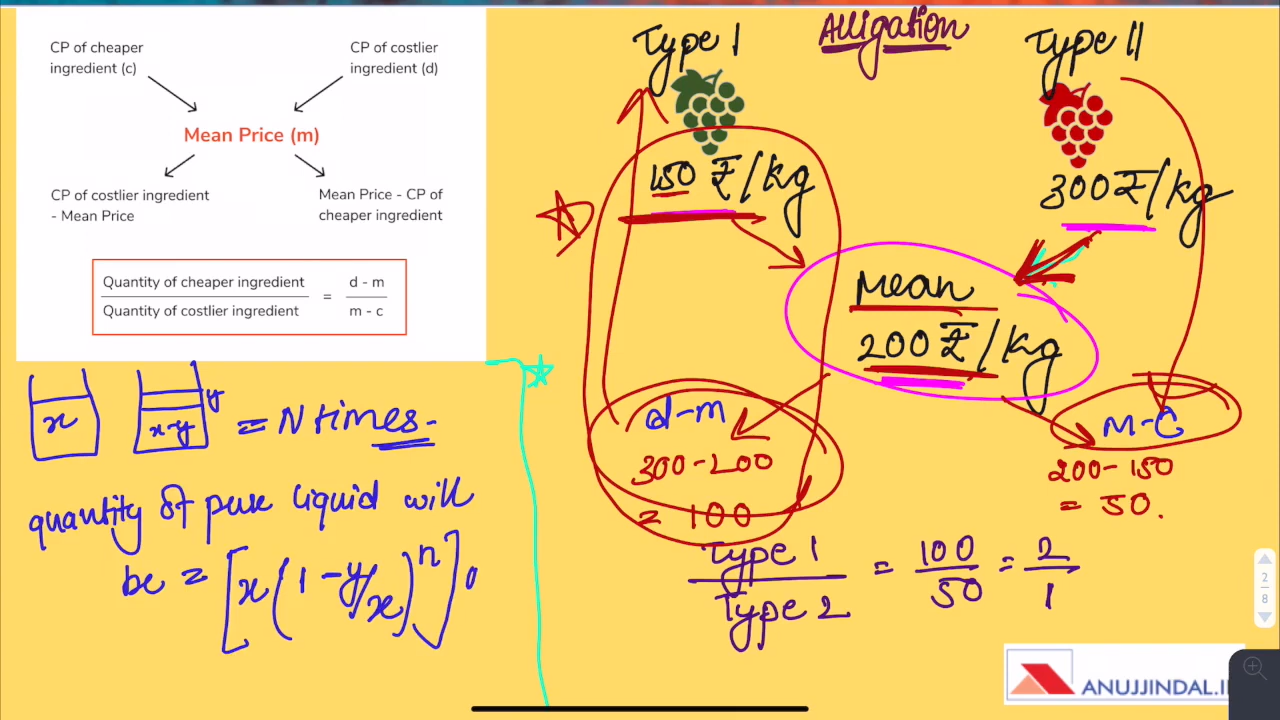 CP of cheaper
ingredient (c)
CP of costlier
ingredient (d)
Mean Price (m)
CP of costlier ingredient
- Mean Price
Mean Price - CP of
cheaper ingredient
Quantity of cheaper ingredient
Quantity of costlier ingredient
=
d - m
m - c
x
x-y
y
= N times.
quantity of pure liquid will
be = [x(1-y/x)^n].
Alligation
Type I
Type II
150 ₹/kg
300₹/kg
Mean
200 ₹/kg
d-m
300-200
= 100
M-C
200-150
= 50.
Type 1
Type 2
= 100/50 = 2/1
2
8
ANUJJINDAL.I